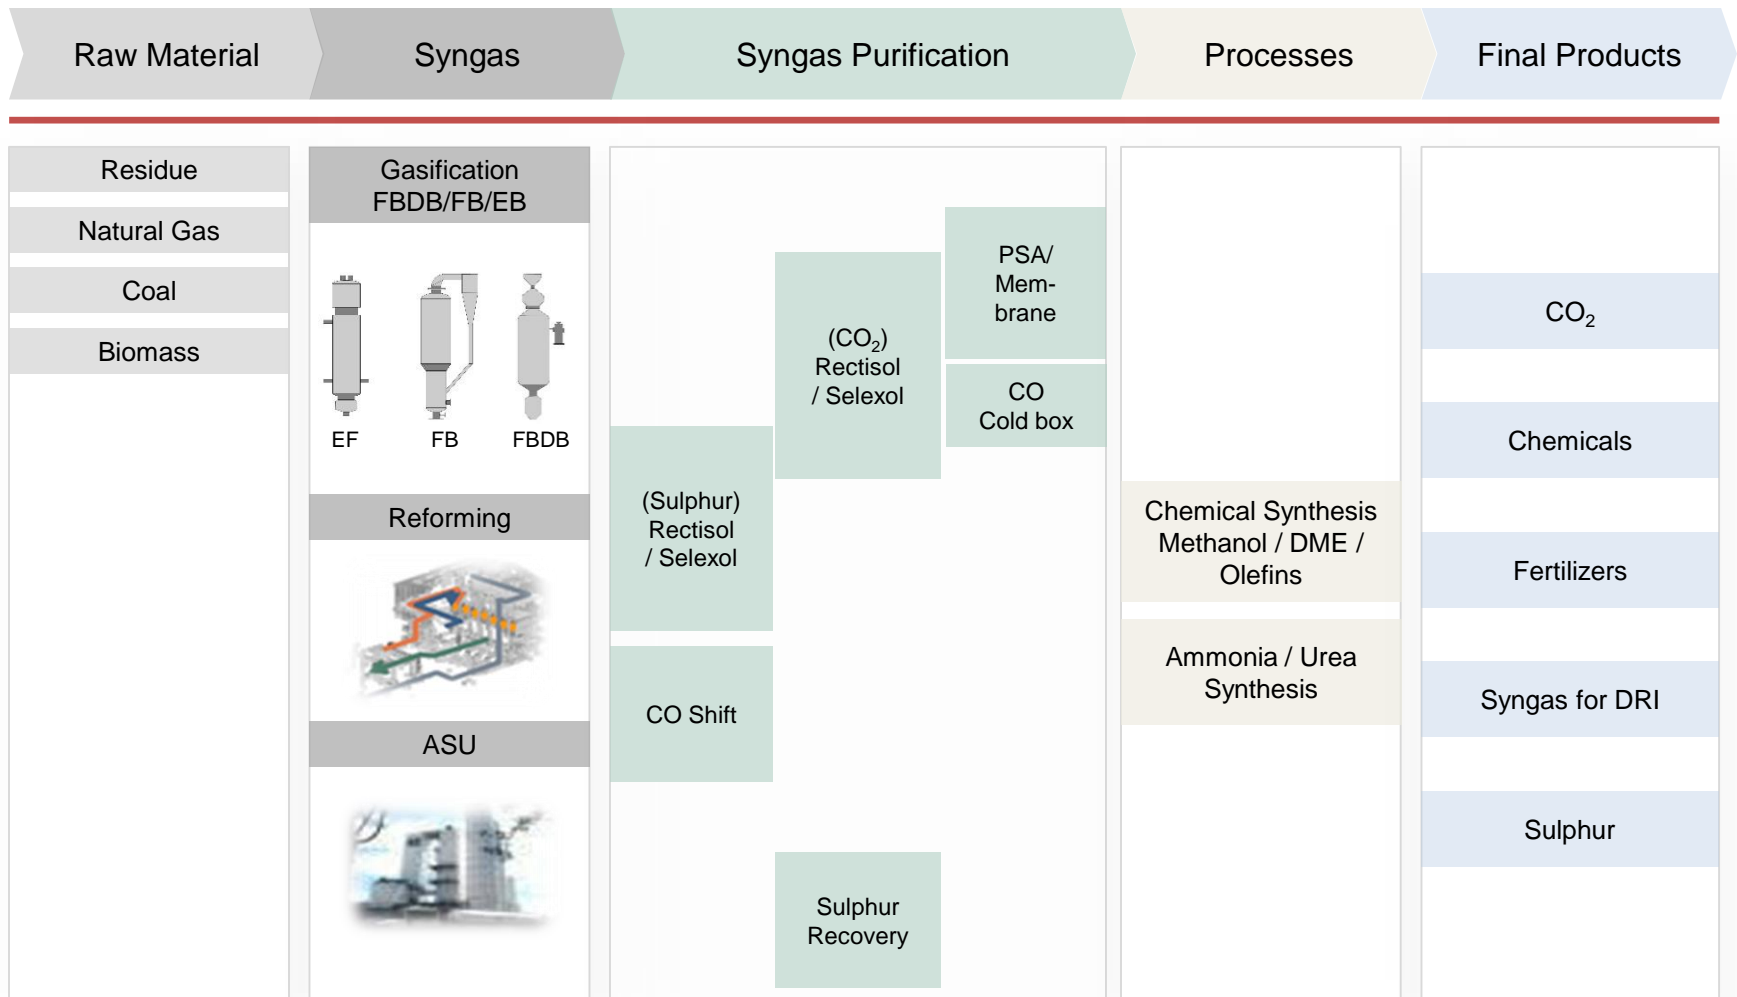 Raw Material
Syngas
Syngas Purification
Processes
Final Products
Residue
Natural Gas
Coal
Biomass
Gasification
FBDB/FB/EB
EF
FB
FBDB
Reforming
ASU
(Sulphur)
Rectisol
/ Selexol
CO Shift
(CO₂)
Rectisol
/ Selexol
Sulphur
Recovery
PSA/
Mem-
brane
CO
Cold box
Chemical Synthesis
Methanol / DME /
Olefins
Ammonia / Urea
Synthesis
CO₂
Chemicals
Fertilizers
Syngas for DRI
Sulphur